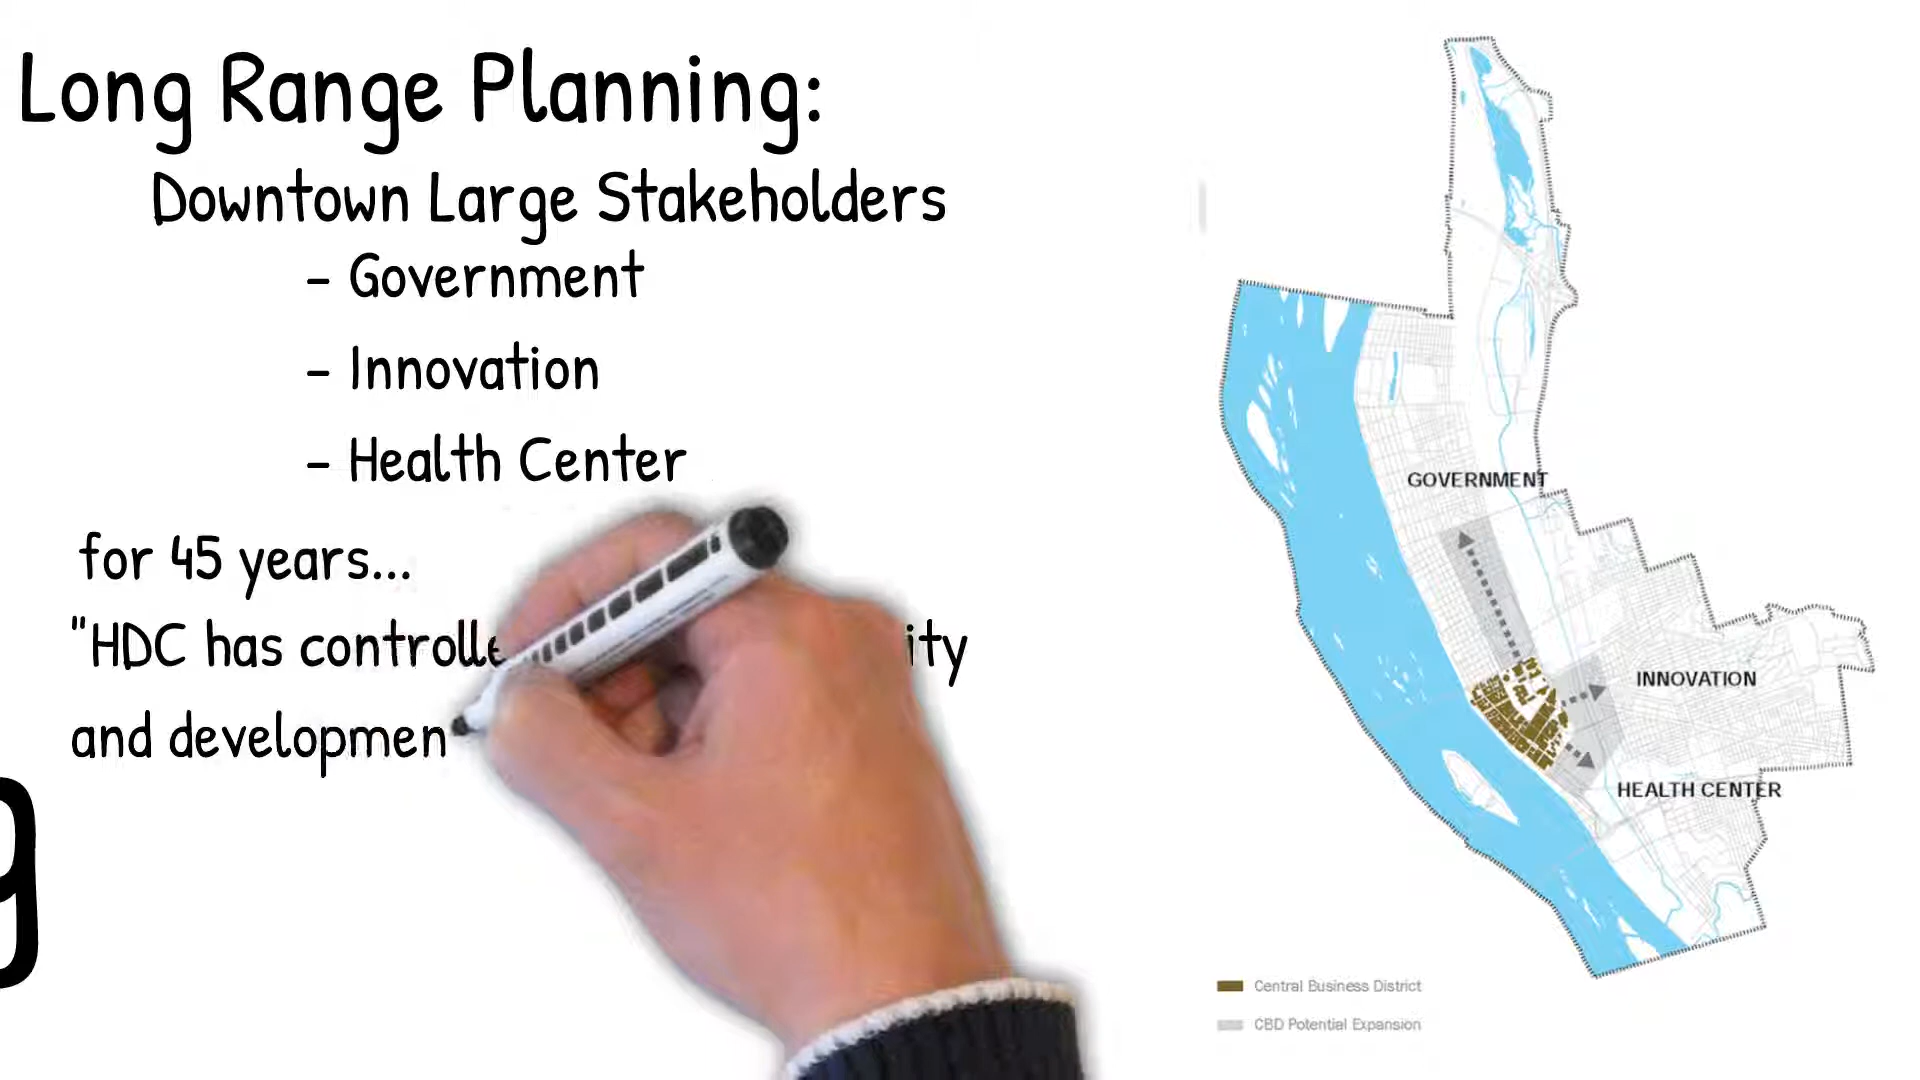 Long Range Planning:
Downtown Large Stakeholders
- Government
- Innovation
- Health Center
for 45 years...
"HDC has controlle ity
and developmen
9
GOVERNMENT
INNOVATION
HEALTH CENTER
Central Business District
CBD Potential Expansion